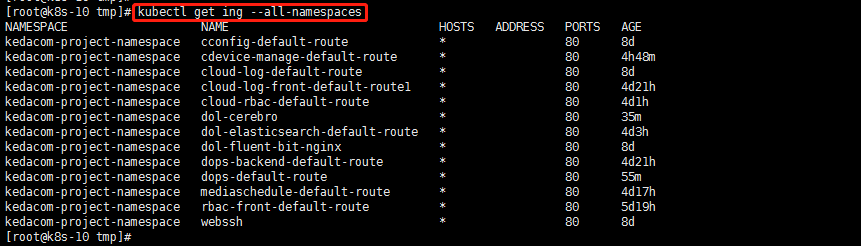 [root@k8s-10 tmp]# kubectl get ing --all-namespaces
NAMESPACE NAME HOSTS ADDRESS PORTS AGE
kedacom-project-namespace cconfig-default-route * 80 8d
kedacom-project-namespace cdevice-manage-default-route * 80 4h48m
kedacom-project-namespace cloud-log-default-route * 80 8d
kedacom-project-namespace cloud-log-front-default-route1 * 80 4d21h
kedacom-project-namespace cloud-rbac-default-route * 80 4d1h
kedacom-project-namespace dol-cerebro * 80 35m
kedacom-project-namespace dol-elasticsearch-default-route * 80 4d3h
kedacom-project-namespace dol-fluent-bit-nginx * 80 8d
kedacom-project-namespace dops-backend-default-route * 80 4d21h
kedacom-project-namespace dops-default-route * 80 55m
kedacom-project-namespace mediaschedule-default-route * 80 4d17h
kedacom-project-namespace rbac-front-default-route * 80 5d19h
kedacom-project-namespace webssh * 80 8d
[root@k8s-10 tmp]#